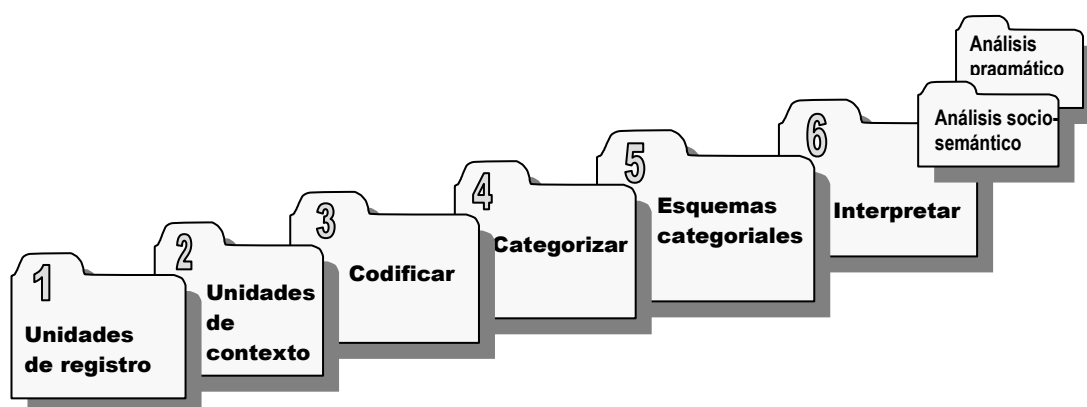 1
Unidades
de registro
2
Unidades
de
contexto
3
Codificar
4
Categorizar
5
Esquemas
categoriales
6
Interpretar
Análisis
pragmático
Análisis socio-
semántico